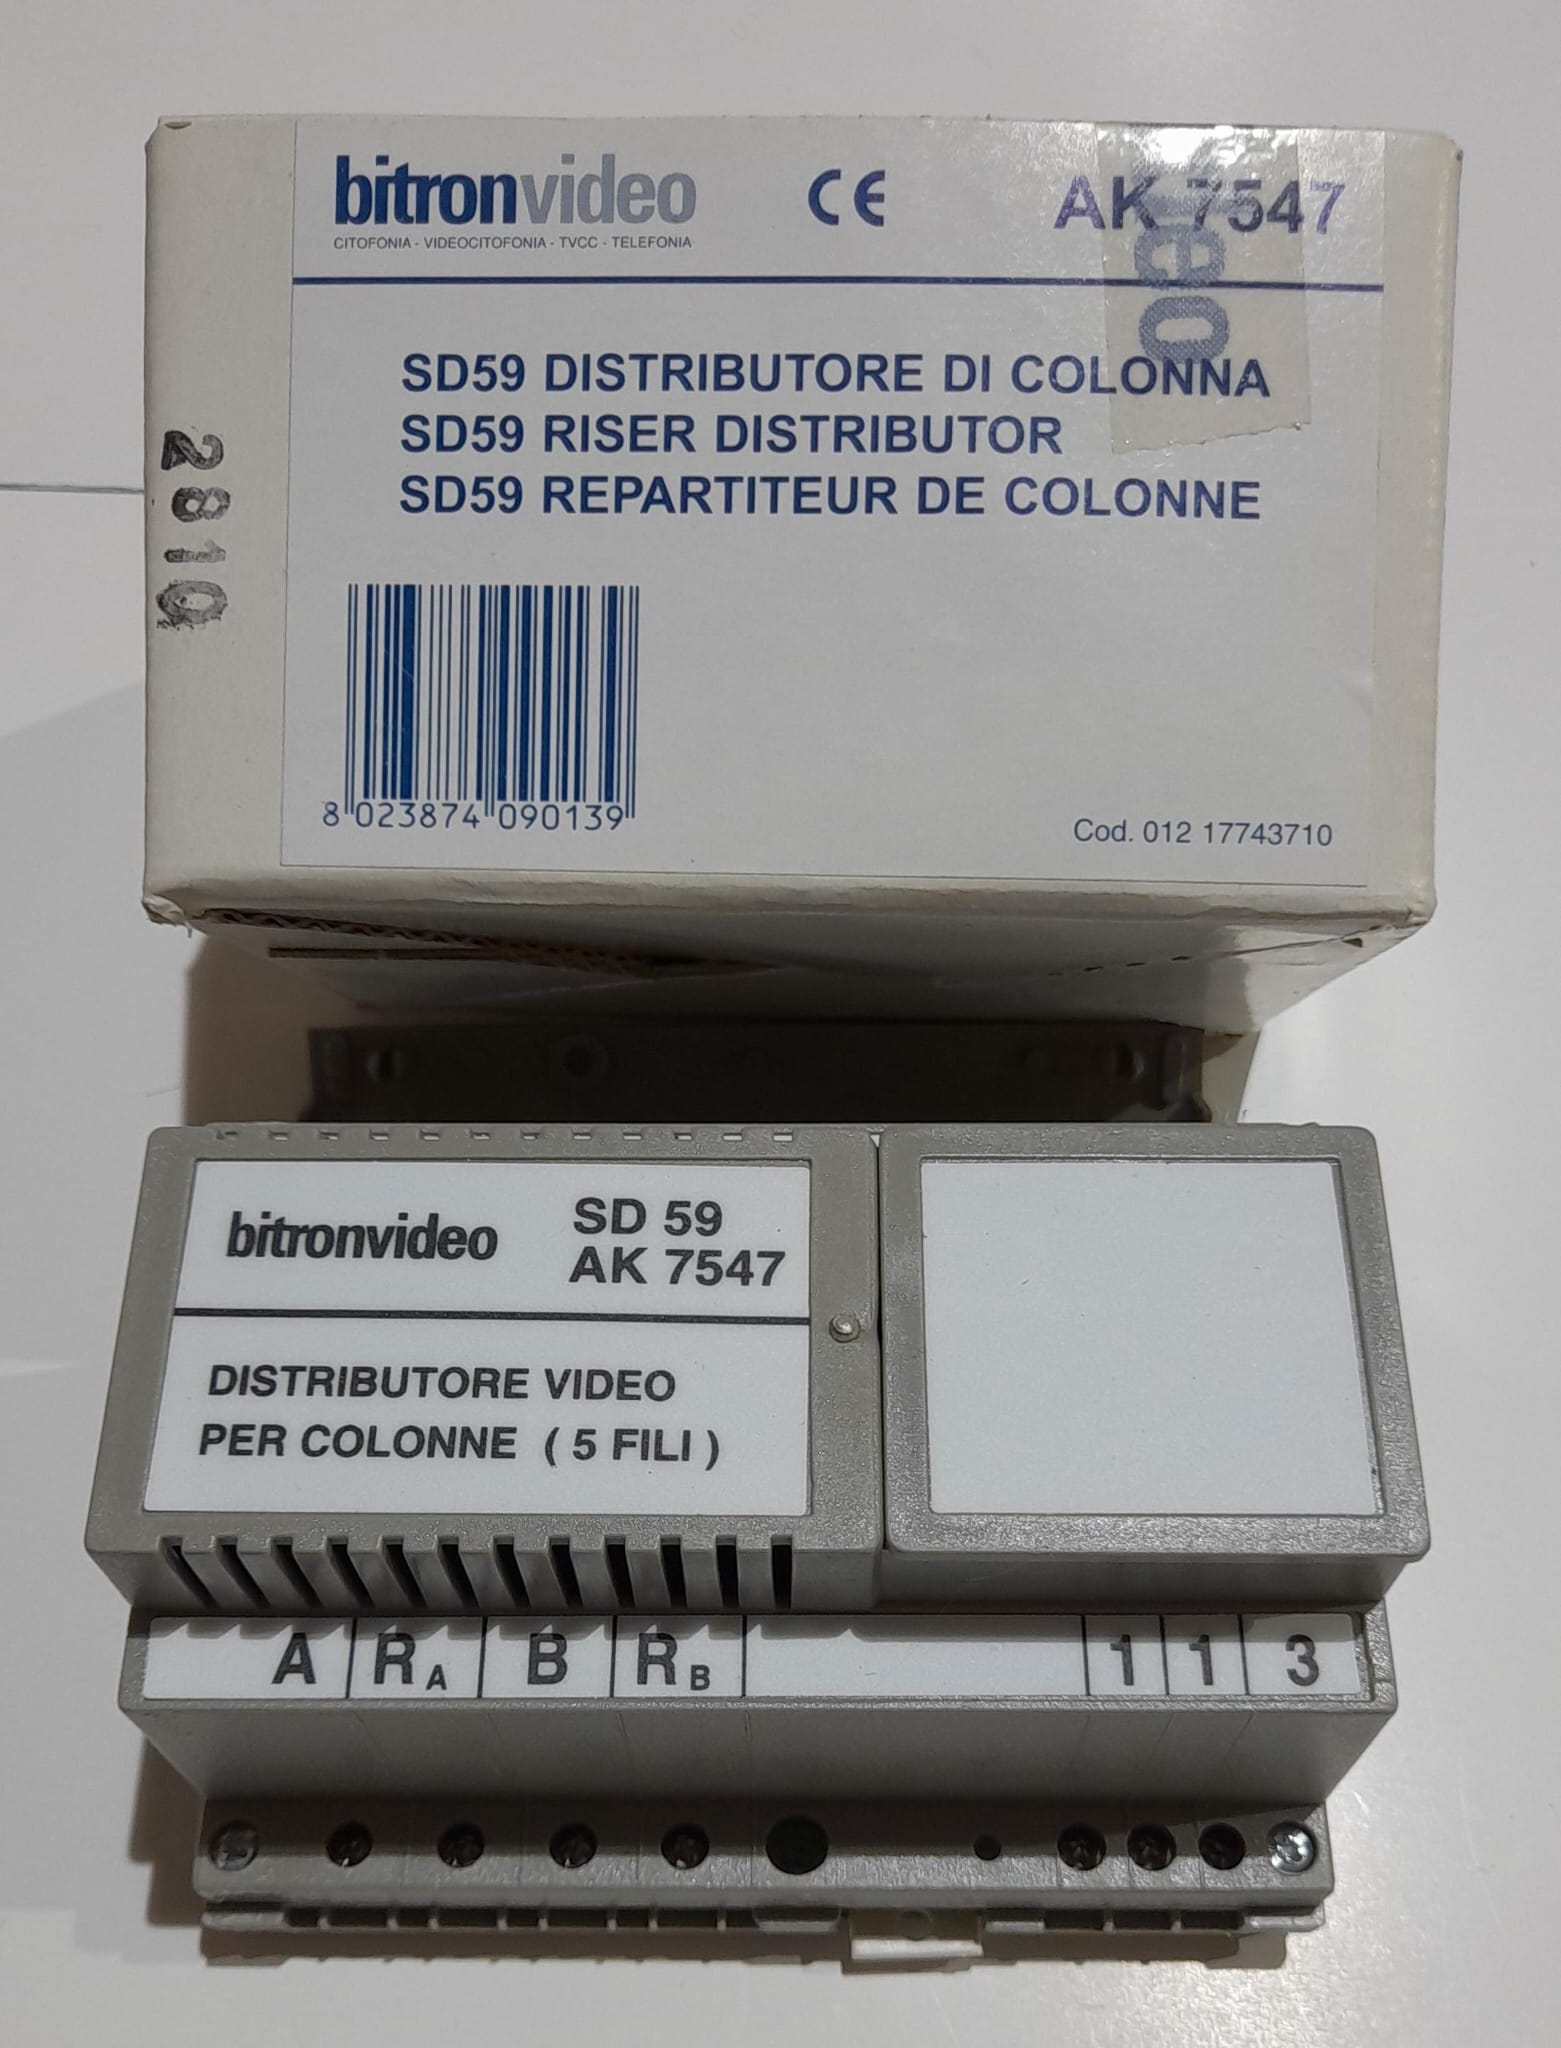 bitronvideo
CITOFONIA - VIDEOCITOFONIA - TVCC - TELEFONIA
CE
AK 7547
eo
SD59 DISTRIBUTORE DI COLONNA
SD59 RISER DISTRIBUTOR
SD59 REPARTITEUR DE COLONNE
2810
8 023874 090139
Cod. 012 17743710
bitronvideo
SD 59
AK 7547
DISTRIBUTORE VIDEO
PER COLONNE ( 5 FILI )
A RA B RB 1 1 3